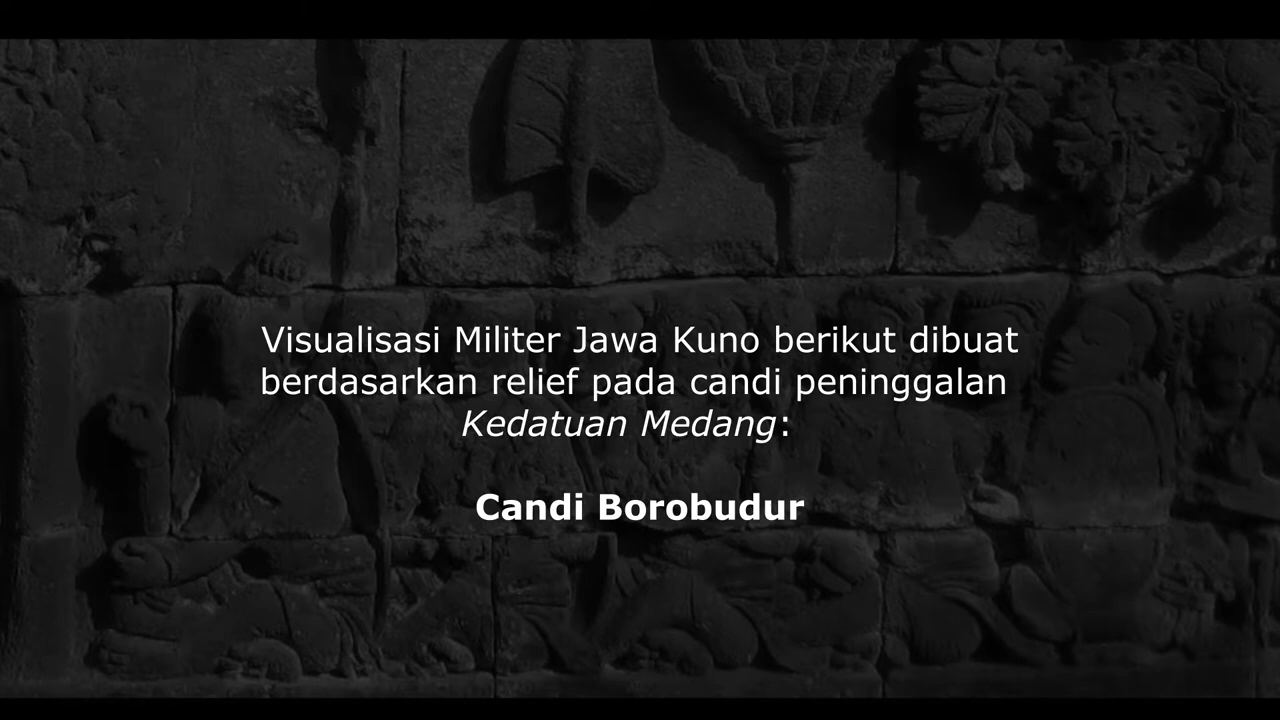 Visualisasi Militer Jawa Kuno berikut dibuat
berdasarkan relief pada candi peninggalan
Kedatuan Medang:
Candi Borobudur